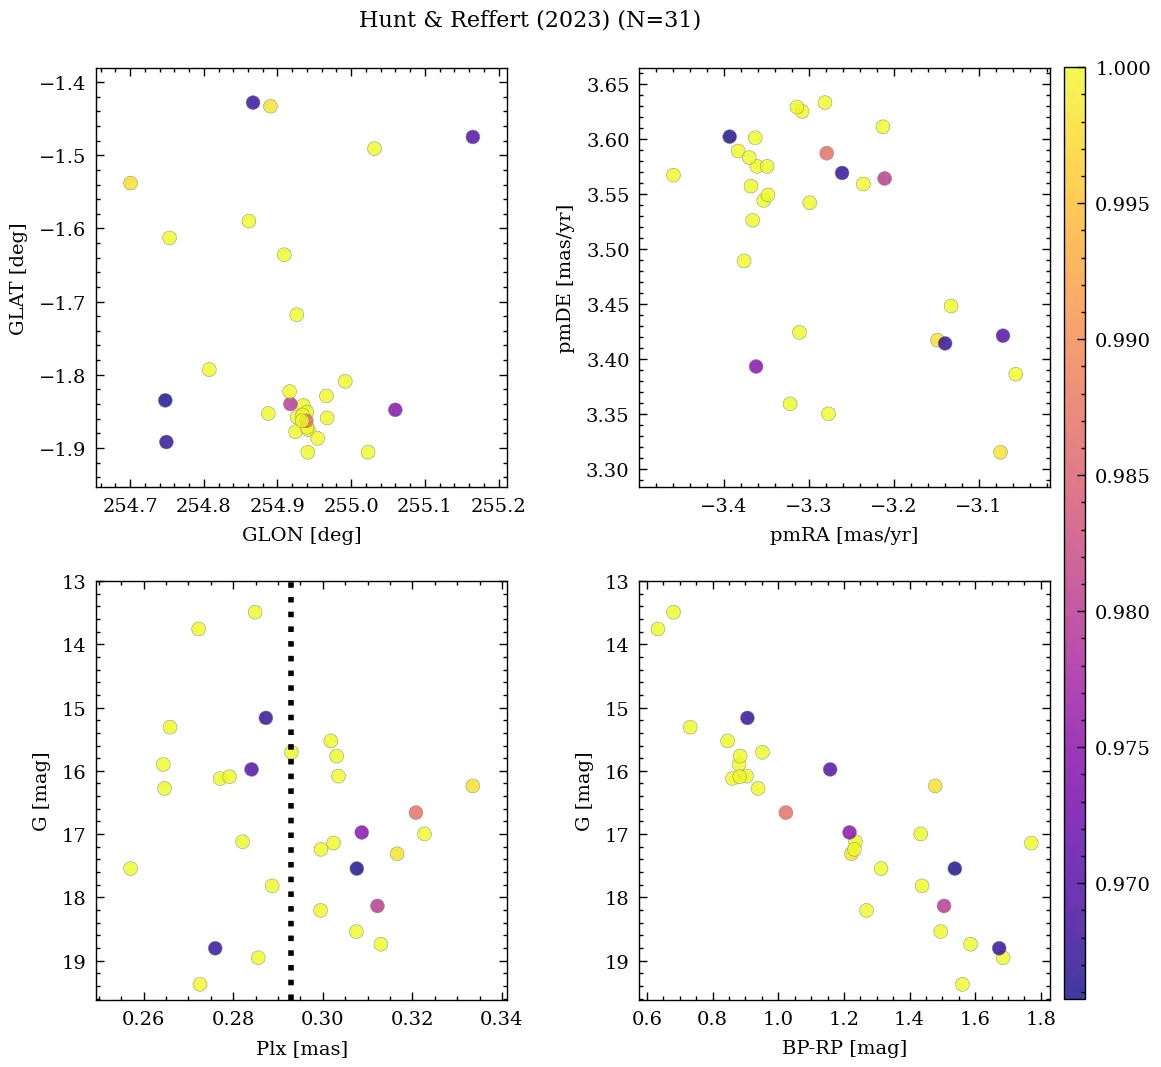 Hunt & Reffert (2023) (N=31)
−1.4
−1.5
−1.6
−1.7
−1.8
−1.9
GLAT [deg]
254.7 254.8 254.9 255.0 255.1 255.2
GLON [deg]
3.65
3.60
3.55
3.50
3.45
3.40
3.35
3.30
pmDE [mas/yr]
−3.4 −3.3 −3.2 −3.1
pmRA [mas/yr]
1.000
0.995
0.990
0.985
0.980
0.975
0.970
13
14
15
16
17
18
19
G [mag]
0.26 0.28 0.30 0.32 0.34
Plx [mas]
13
14
15
16
17
18
19
G [mag]
0.6 0.8 1.0 1.2 1.4 1.6 1.8
BP-RP [mag]